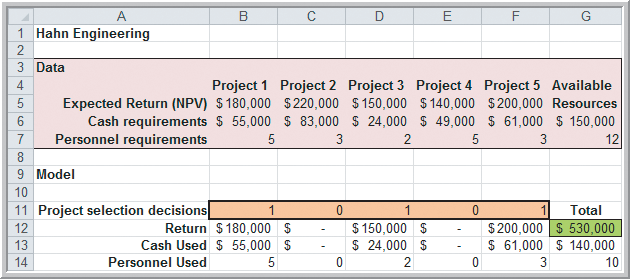 A B C D E F G
1 Hahn Engineering
2
3 Data
4 Project 1 Project 2 Project 3 Project 4 Project 5 Available
5 Expected Return (NPV) $180,000 $220,000 $150,000 $140,000 $200,000 Resources
6 Cash requirements $ 55,000 $ 83,000 $ 24,000 $ 49,000 $ 61,000 $ 150,000
7 Personnel requirements 5 3 2 5 3 12
8
9 Model
10
11 Project selection decisions 1 0 1 0 1 Total
12 Return $180,000 $ - $150,000 $ - $200,000 $ 530,000
13 Cash Used $ 55,000 $ - $ 24,000 $ - $ 61,000 $ 140,000
14 Personnel Used 5 0 2 0 3 10